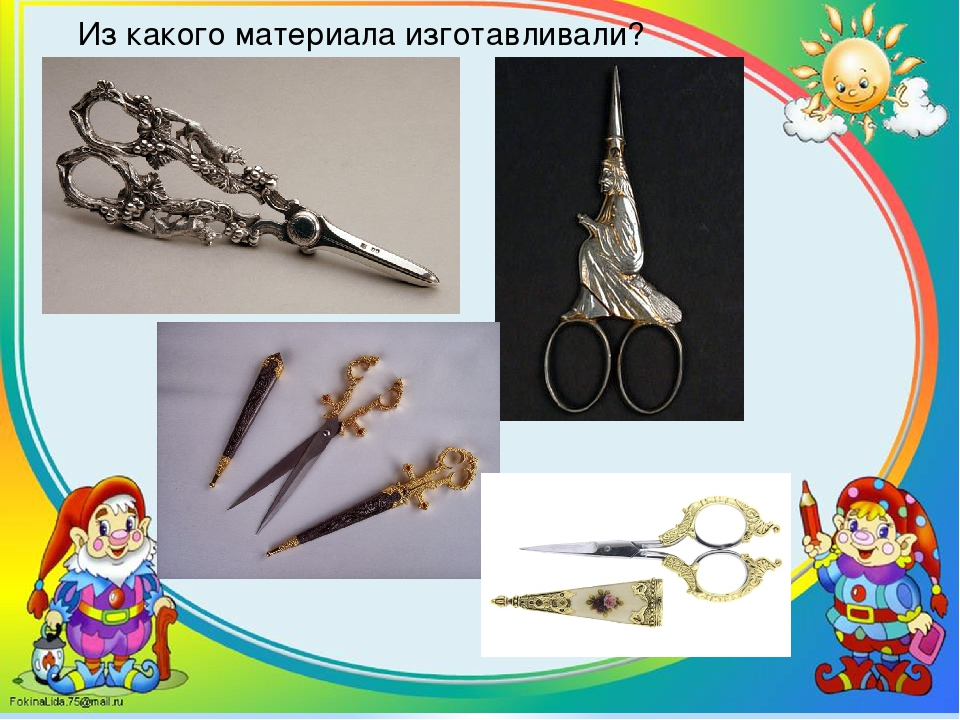 Из какого материала изготавливали?
FokinaLida.75@mail.ru